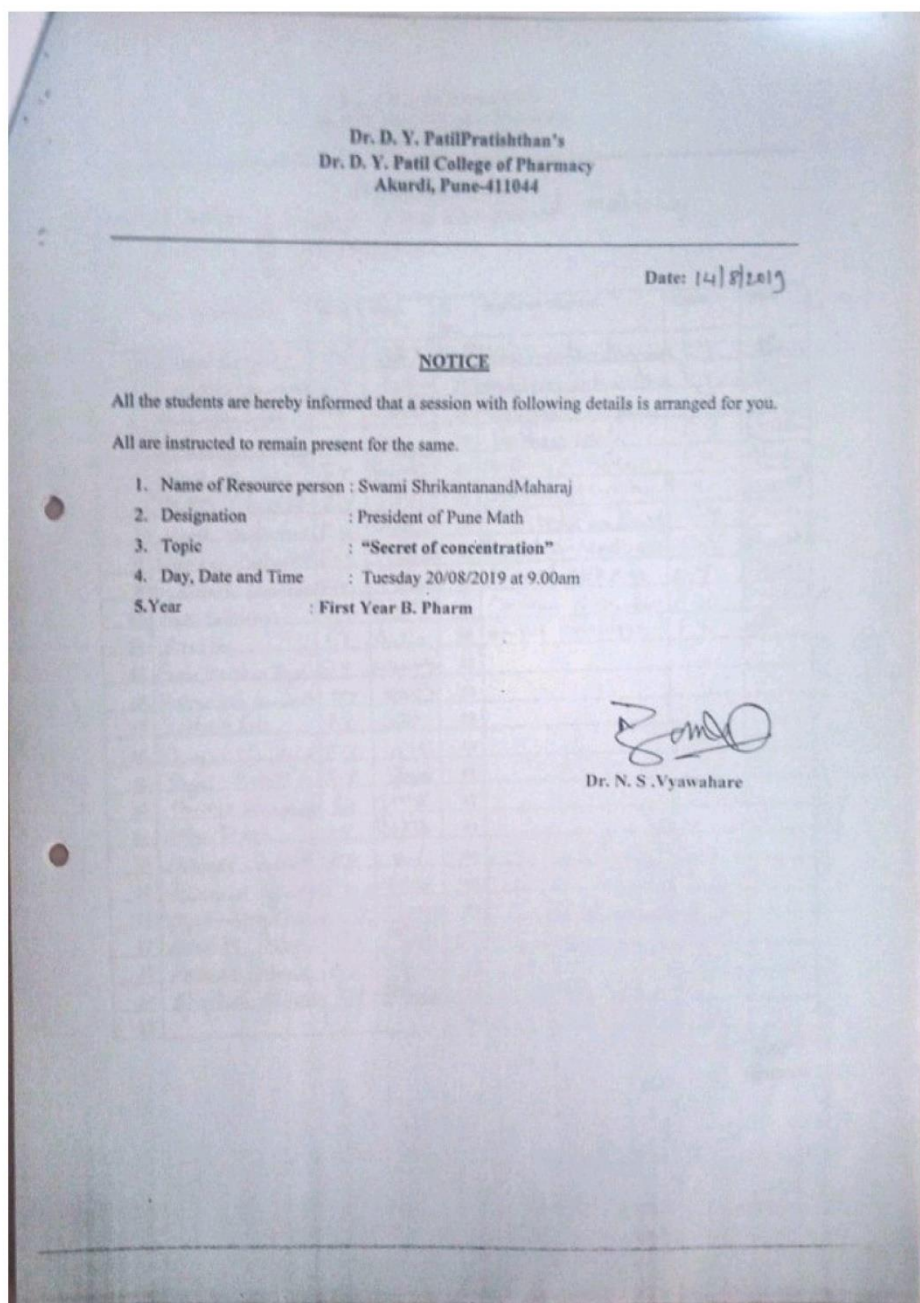 Dr. D. Y. PatilPratishthan's
Dr. D. Y. Patil College of Pharmacy
Akurdi, Pune-411044
Date: 14/8/2019
NOTICE
All the students are hereby informed that a session with following details is arranged for you.
All are instructed to remain present for the same.
1. Name of Resource person : Swami ShrikantanandMaharaj
2. Designation : President of Pune Math
3. Topic : "Secret of concentration"
4. Day, Date and Time : Tuesday 20/08/2019 at 9.00am
5.Year : First Year B. Pharm
Dr. N. S .Vyawahare